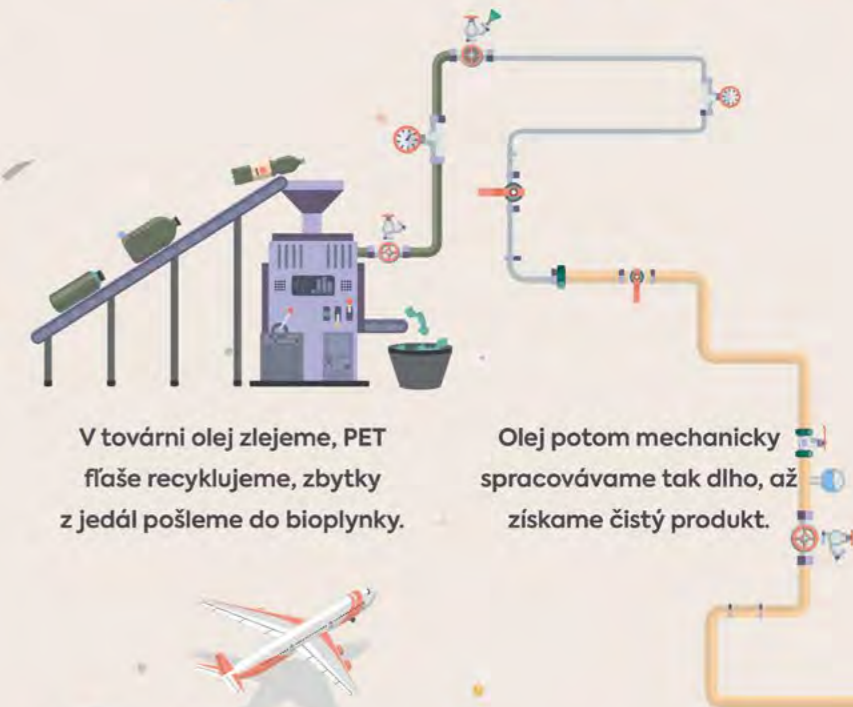 V továrni olej zlejeme, PET
fľaše recyklujeme, zbytky
z jedál pošleme do bioplynky.
Olej potom mechanicky
spracovávame tak dlho, až
získame čistý produkt.